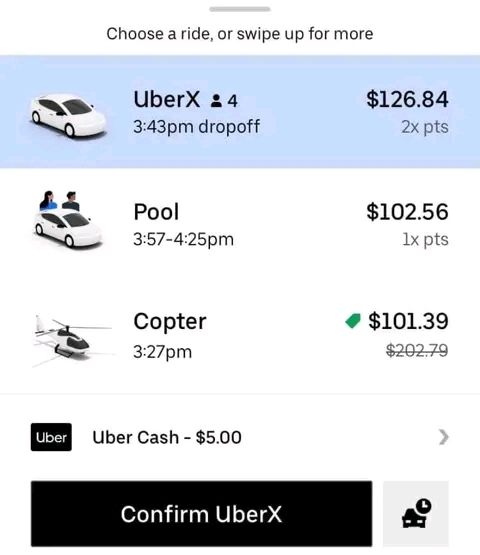 Choose a ride, or swipe up for more
UberX 4 $126.84
3:43pm dropoff 2x pts
Pool $102.56
3:57-4:25pm 1x pts
Copter $101.39
3:27pm $202.79
Uber Uber Cash - $5.00
Confirm UberX